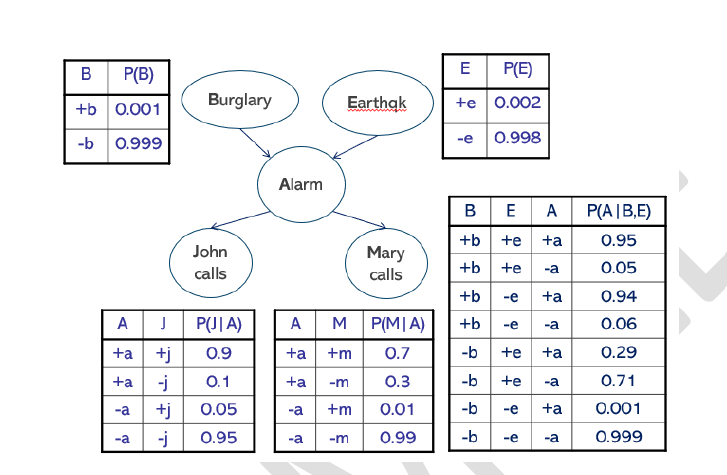 B P(B)
+b 0.001
-b 0.999
Burglary
Earthqk
E P(E)
+e 0.002
-e 0.998
Alarm
John
calls
Mary
calls
A J P(J|A)
+a +j 0.9
+a -j 0.1
-a +j 0.05
-a -j 0.95
A M P(M|A)
+a +m 0.7
+a -m 0.3
-a +m 0.01
-a -m 0.99
B E A P(A|B,E)
+b +e +a 0.95
+b +e -a 0.05
+b -e +a 0.94
+b -e -a 0.06
-b +e +a 0.29
-b +e -a 0.71
-b -e +a 0.001
-b -e -a 0.999